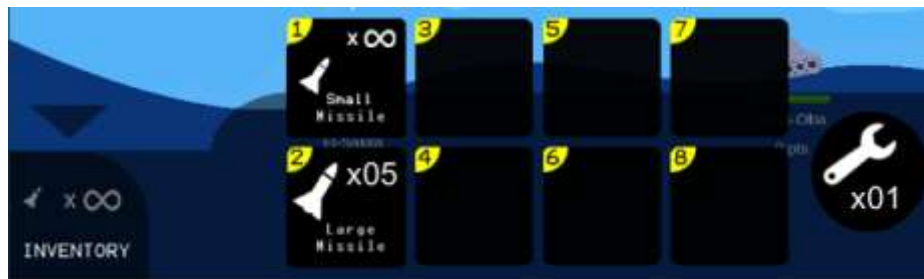 1 x ∞ 3 5 7
Small
Missile
2 x05 4 6 8
Large
Missile
x ∞
INVENTORY
x01